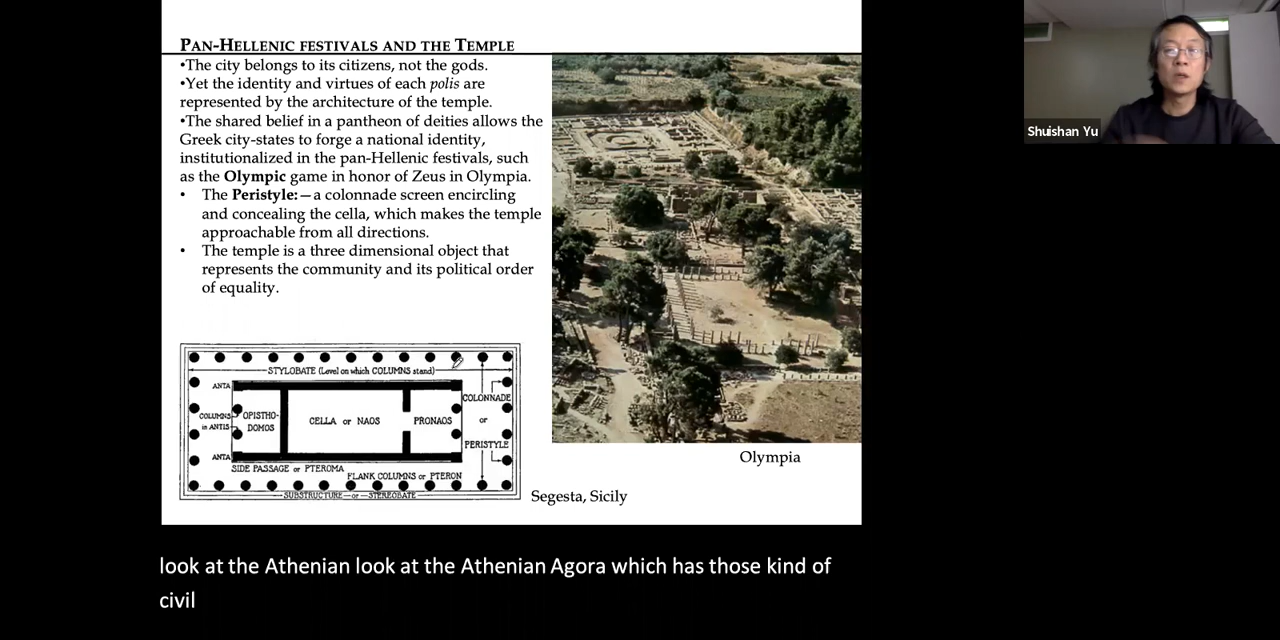 PAN-HELLENIC FESTIVALS AND THE TEMPLE
•The city belongs to its citizens, not the gods.
•Yet the identity and virtues of each polis are
represented by the architecture of the temple.
•The shared belief in a pantheon of deities allows the
Greek city-states to forge a national identity,
institutionalized in the pan-Hellenic festivals, such
as the Olympic game in honor of Zeus in Olympia.
• The Peristyle:—a colonnade screen encircling
and concealing the cella, which makes the temple
approachable from all directions.
• The temple is a three dimensional object that
represents the community and its political order
of equality.
STYLOBATE (Level on which COLUMNS stand)
ANTA
COLUMNS
in ANTIS
OPISTHO-
DOMOS
CELLA or NAOS
PRONAOS
COLONNADE
or
PERISTYLE
ANTA
SIDE PASSAGE or PTEROMA
FLANK COLUMNS or PTERON
SUBSTRUCTURE—or—STEREOBATE
Segesta, Sicily
Olympia
Shuishan Yu
look at the Athenian look at the Athenian Agora which has those kind of
civil